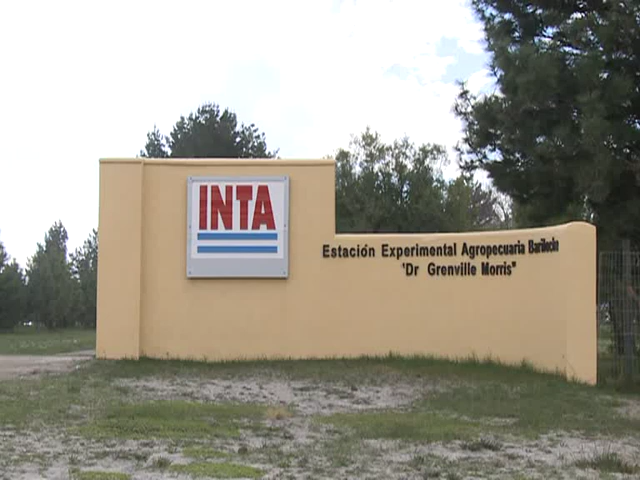 INTA
Estación Experimental Agropecuaria Bariloche
'Dr Grenville Morris"